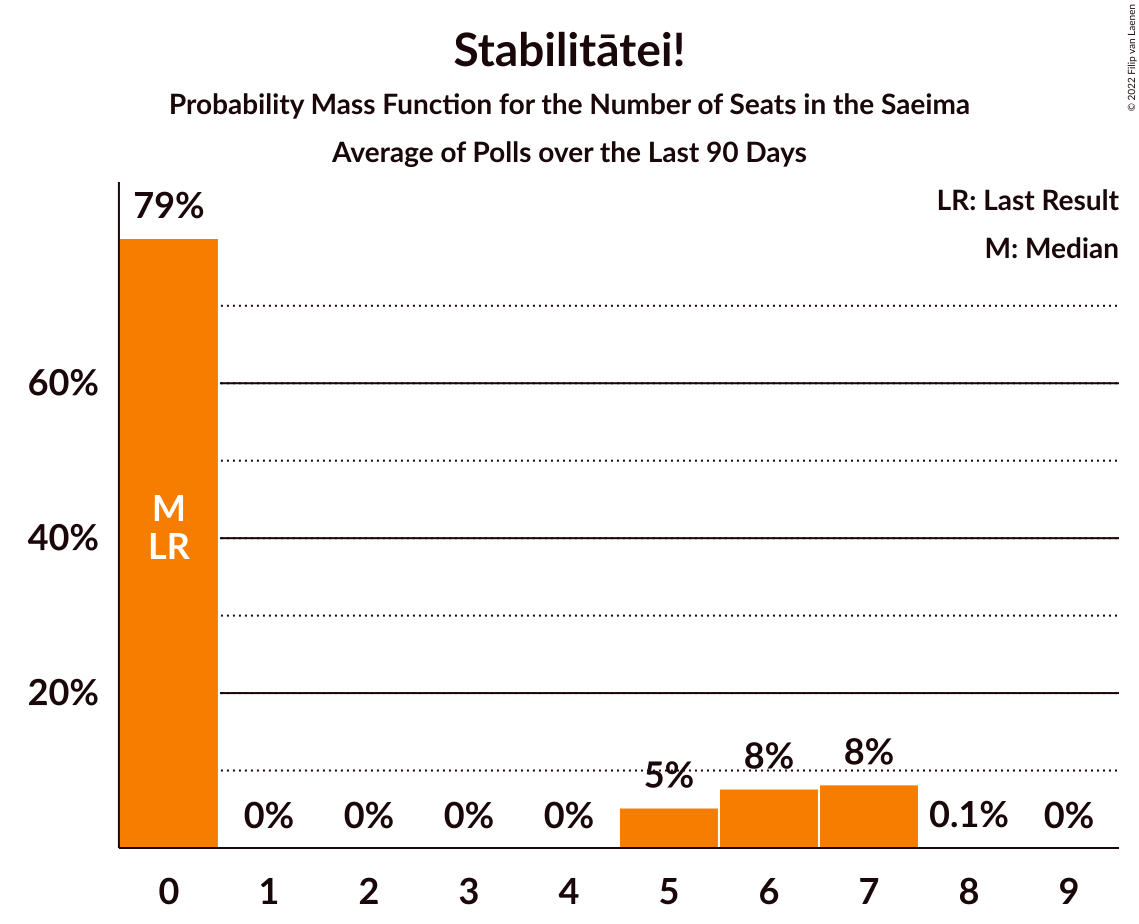 Stabilitātei!
Probability Mass Function for the Number of Seats in the Saeima
Average of Polls over the Last 90 Days
© 2022 Filip van Laenen
LR: Last Result
M: Median
79%
60%
40%
20%
M
LR
0%
0%
0%
0%
5%
8%
8%
0.1%
0%
0
1
2
3
4
5
6
7
8
9